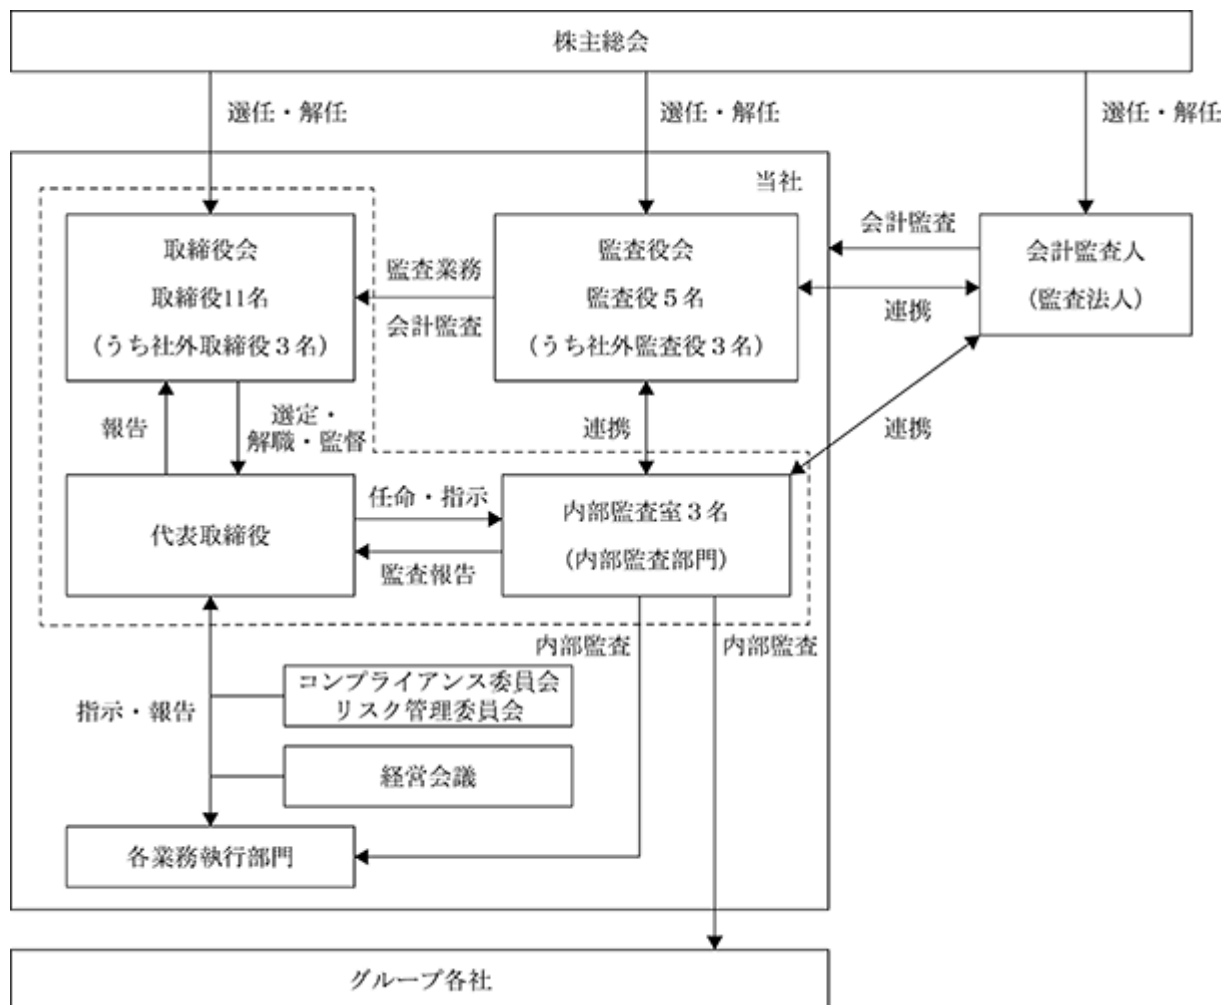 株主総会
選任・解任
選任・解任
選任・解任
当社
取締役会
取締役11名
(うち社外取締役3名)
監査業務
会計監査
監査役会
監査役5名
(うち社外監査役3名)
会計監査
連携
会計監査人
(監査法人)
報告
選定・
解職・監督
連携
連携
代表取締役
任命・指示
監査報告
内部監査室3名
(内部監査部門)
内部監査
内部監査
指示・報告
コンプライアンス委員会
リスク管理委員会
経営会議
各業務執行部門
グループ各社